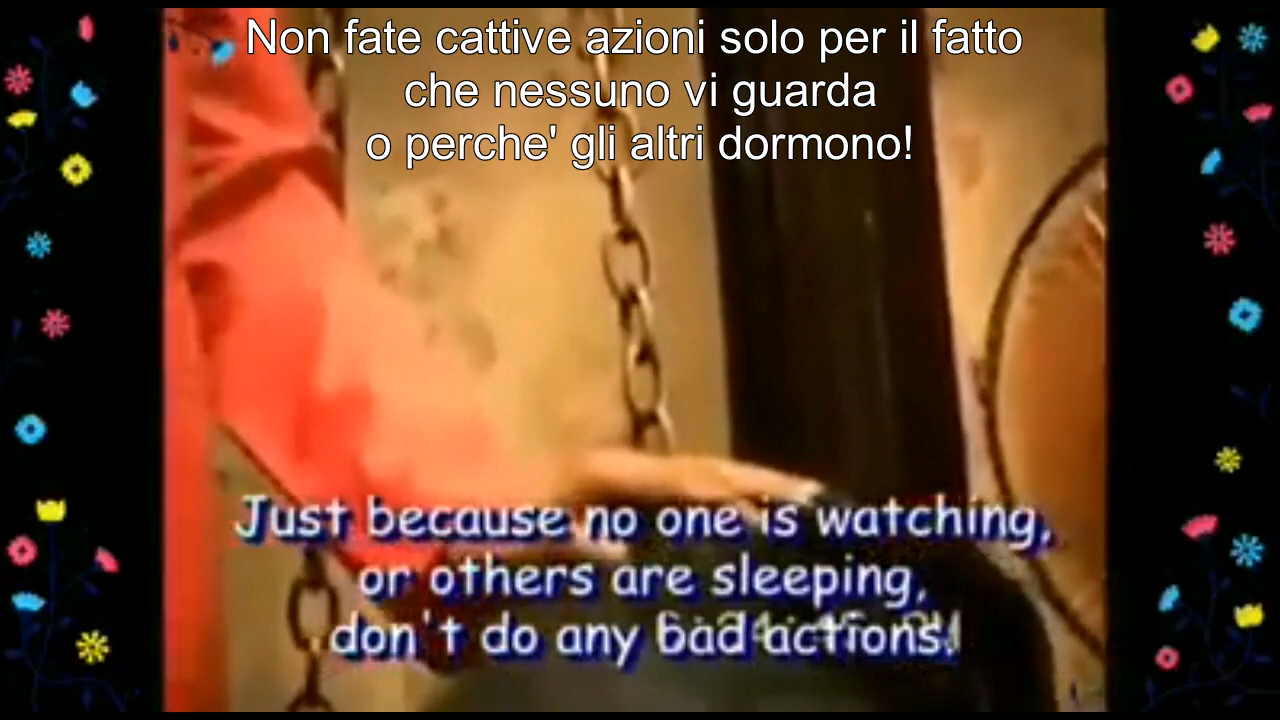 Non fate cattive azioni solo per il fatto
che nessuno vi guarda
o perche' gli altri dormono!
Just because no one is watching,
or others are sleeping,
don't do any bad actions!